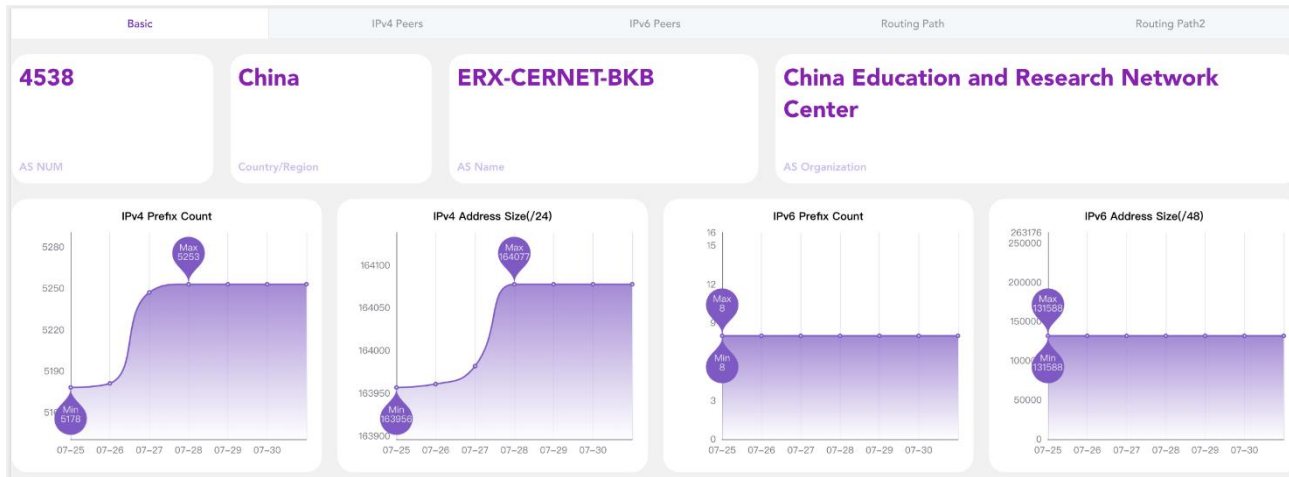 Basic
IPv4 Peers
IPv6 Peers
Routing Path
Routing Path2
4538
AS NUM
China
Country/Region
ERX-CERNET-BKB
AS Name
China Education and Research Network
Center
AS Organization
IPv4 Prefix Count
5280
5250
5220
5190
Max
5253
Min
5178
07-25 07-26 07-27 07-28 07-29 07-30
IPv4 Address Size(/24)
164100
164050
164000
163950
163900
Max
164077
Min
163956
07-25 07-26 07-27 07-28 07-29 07-30
IPv6 Prefix Count
16
15
12
9
3
0
Max
8
Min
8
07-25 07-26 07-27 07-28 07-29 07-30
IPv6 Address Size(/48)
263176
250000
200000
150000
100000
50000
0
Max
131588
Min
131588
07-25 07-26 07-27 07-28 07-29 07-30